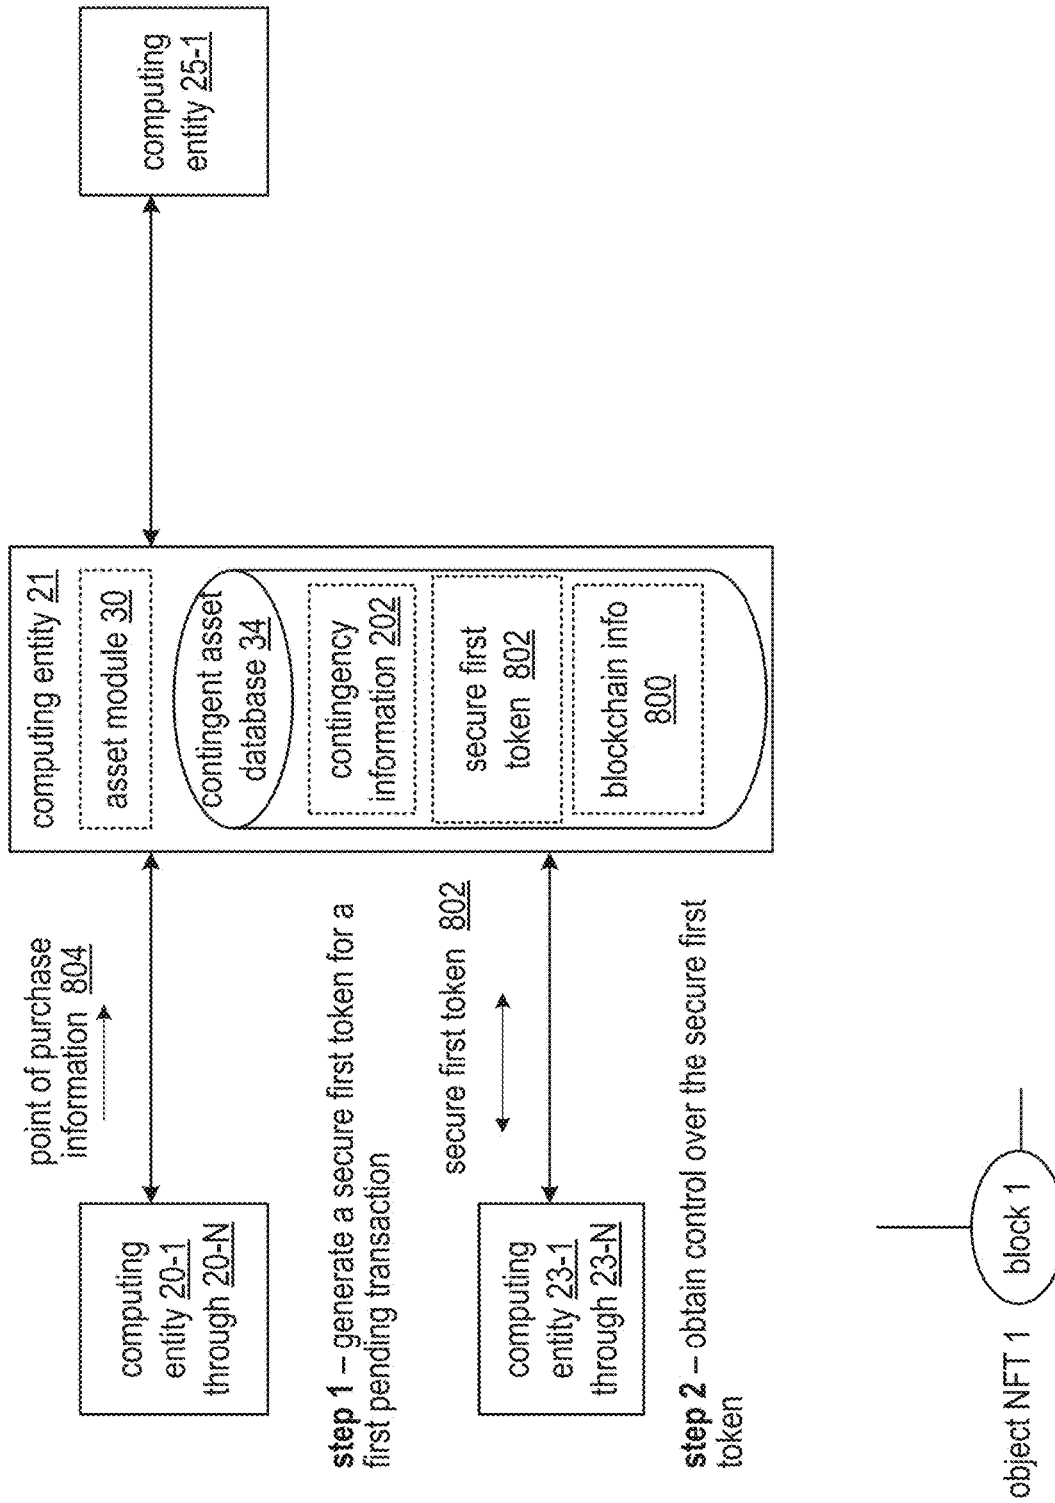 computing
entity 20-1
through 20-N
point of purchase
information 804
computing entity 21
asset module 30
contingent asset
database 34
contingency
information 202
secure first
token 802
blockchain info
800
computing
entity 25-1
step 1 – generate a secure first token for a
first pending transaction
computing
entity 23-1
through 23-N
secure first token 802
step 2 – obtain control over the secure first
token
object NFT 1
block 1